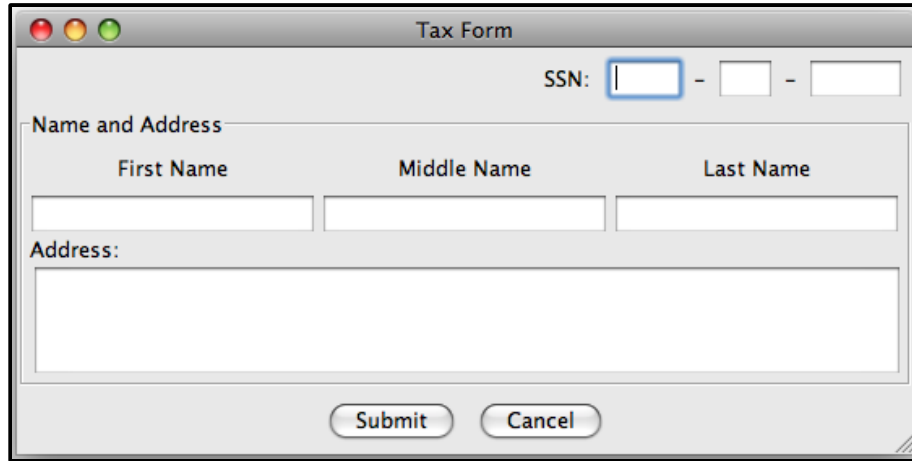 Tax Form
SSN: - -
Name and Address
First Name Middle Name Last Name
Address:
Submit Cancel